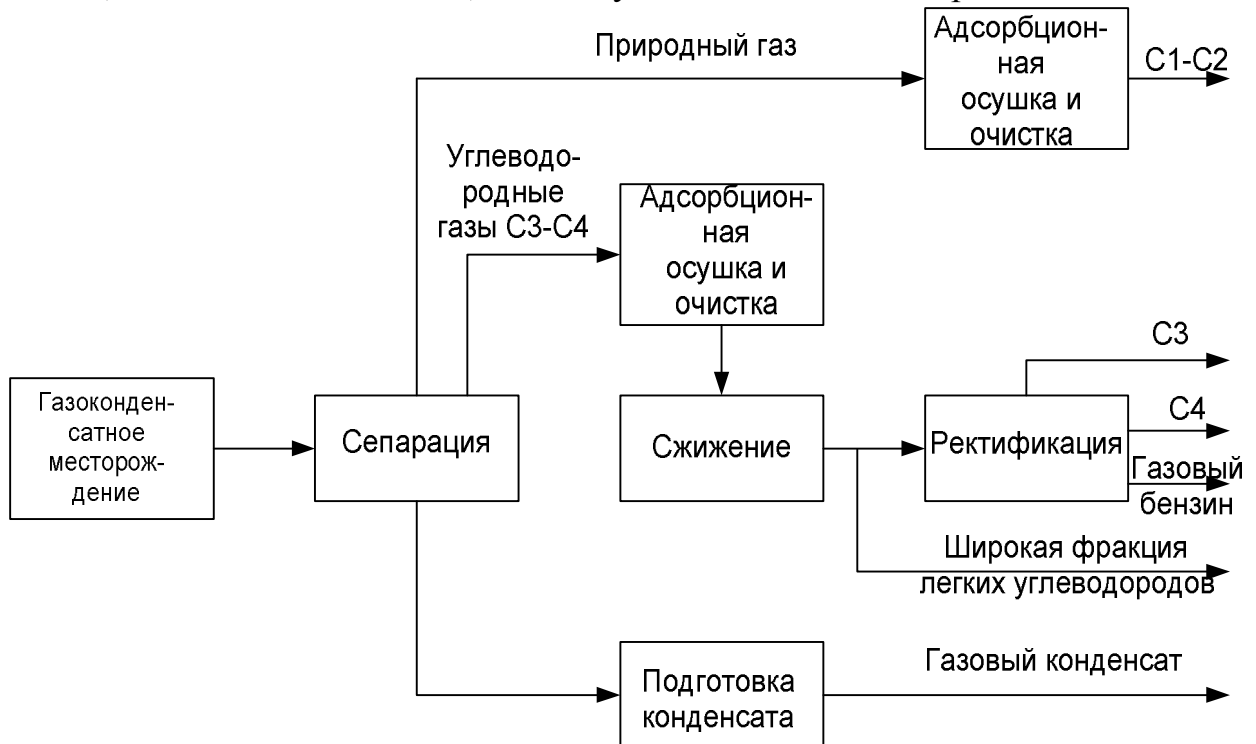 Природный газ
Адсорбцион-
ная
осушка и
очистка
С1-С2
Углеводо-
родные
газы С3-С4
Адсорбцион-
ная
осушка и
очистка
Газоконден-
сатное
месторож-
дение
Сепарация
Сжижение
Ректификация
С3
С4
Газовый
бензин
Широкая фракция
легких углеводородов
Подготовка
конденсата
Газовый конденсат